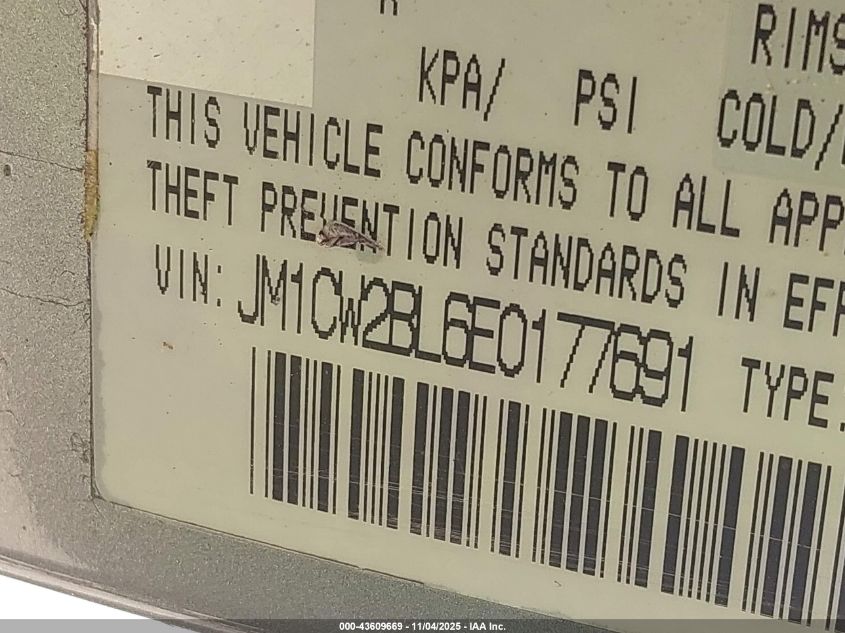 RIMS
KPA/ PSI COLD/
THIS VEHICLE CONFORMS TO ALL APP
THEFT PREVENTION STANDARDS IN EFF
VIN: JM1CW2BL6E0177691 TYPE:
000-43609669 - 11/04/2025 - IAA Inc.